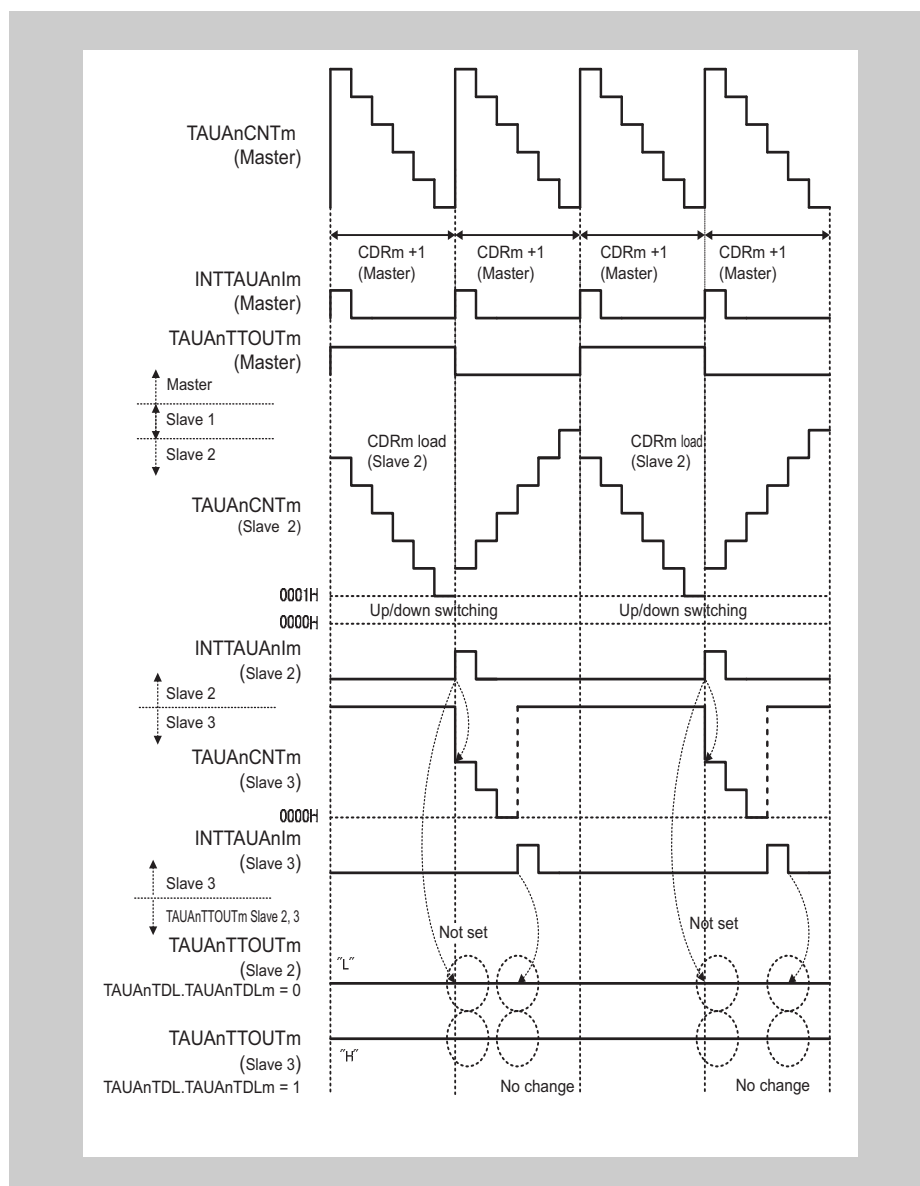 TAUAnCNTm
(Master)
CDRm +1
(Master)
CDRm +1
(Master)
CDRm +1
(Master)
CDRm +1
(Master)
INTTAUAnIm
(Master)
TAUAnTTOUTm
(Master)
Master
Slave 1
Slave 2
CDRm load
(Slave 2)
CDRm load
(Slave 2)
TAUAnCNTm
(Slave 2)
0001H
Up/down switching
Up/down switching
0000H
INTTAUAnIm
(Slave 2)
Slave 2
Slave 3
TAUAnCNTm
(Slave 3)
0000H
INTTAUAnIm
(Slave 3)
Slave 3
TAUAnTTOUTm Slave 2, 3
Not set
Not set
TAUAnTTOUTm
(Slave 2)
TAUAnTDL.TAUAnTDLm = 0
"L"
TAUAnTTOUTm
(Slave 3)
TAUAnTDL.TAUAnTDLm = 1
"H"
No change
No change